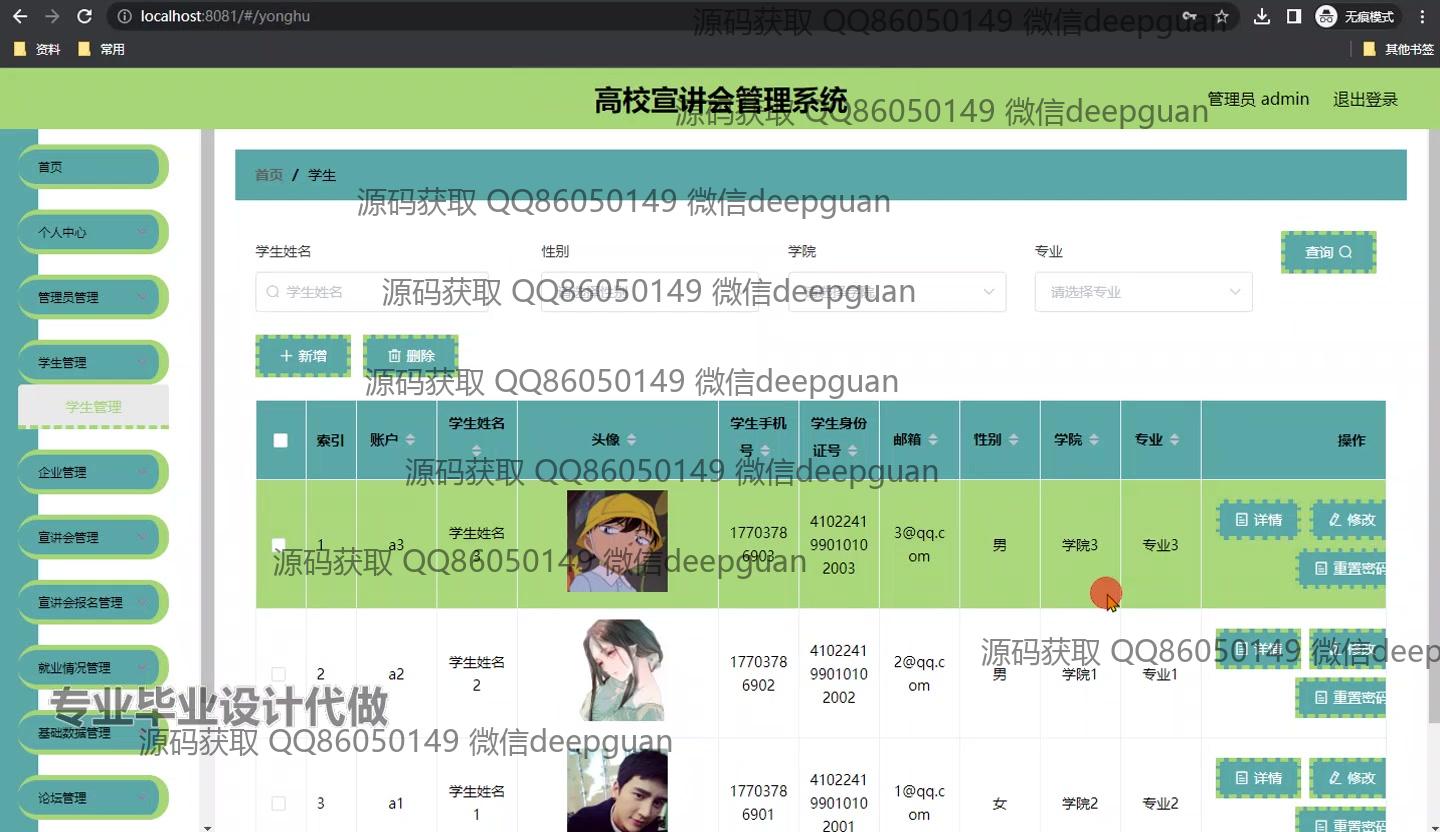 localhost:8081/#/yonghu
无痕模式
资料
常用
其他书签
源码获取 QQ86050149 微信deepguan
高校宣讲会管理系统
管理员 admin
退出登录
源码获取 QQ86050149 微信deepguan
首页
个人中心
管理员管理
学生管理
学生管理
企业管理
宣讲会管理
宣讲会报名管理
就业情况管理
基础数据管理
论坛管理
首页 / 学生
源码获取 QQ86050149 微信deepguan
学生姓名
性别
学院
专业
查询
学生姓名
请选择专业
源码获取 QQ86050149 微信deepguan
新增
删除
源码获取 QQ86050149 微信deepguan
索引
账户
学生姓名
头像
学生手机
号
学生身份
证号
邮箱
性别
学院
专业
操作
源码获取 QQ86050149 微信deepguan
1
a3
学生姓名
3
1770378
6903
4102241
9901010
2003
3@qq.c
om
男
学院3
专业3
详情
修改
重置密码
源码获取 QQ86050149 微信deepguan
2
a2
学生姓名
2
1770378
6902
4102241
9901010
2002
2@qq.c
om
男
学院1
专业1
详情
修改
重置密码
源码获取 QQ86050149 微信deep
专业毕业设计代做
源码获取 QQ86050149 微信deepguan
3
a1
学生姓名
1
1770378
6901
4102241
9901010
2001
1@qq.c
om
女
学院2
专业2
详情
修改
重置密码